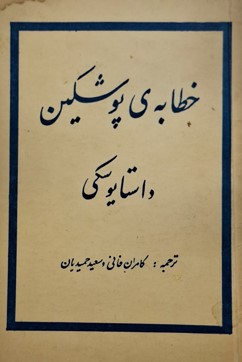 خطابه‌ی پوشکین
داستایوسکی
ترجمه : کامران فانی و سعید حمیدیان